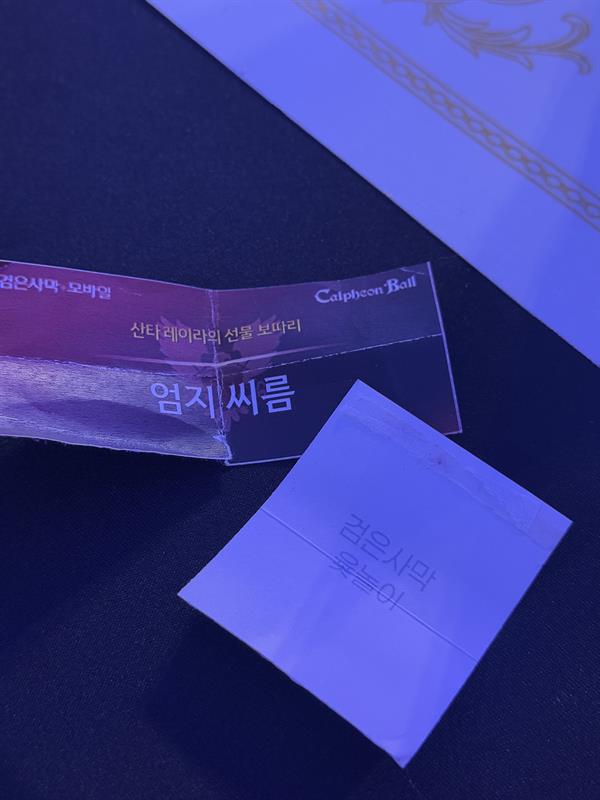 검은사막 모바일
Calpheon Ball
산타 레이라의 선물 보따리
엄지 씨름
검은사막
윷놀이